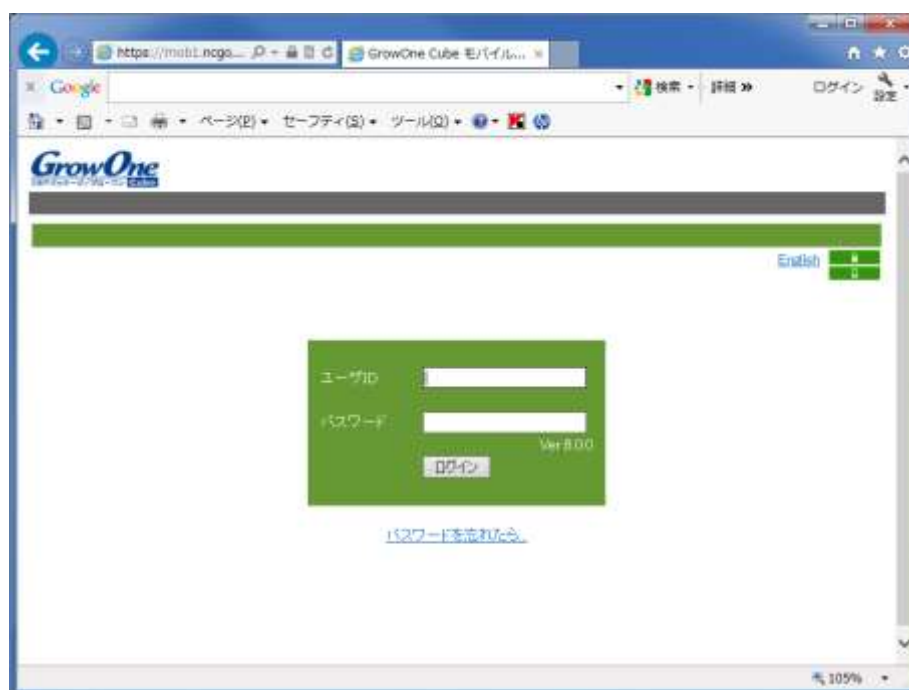 https://mob1.ncgo...
GrowOne Cube モバイル...
Google
検索
詳細 »
ログイン
設定
ページ(P)
セーフティ(S)
ツール(O)
GrowOne
Cube
English
ユーザID
パスワード
Ver 8.0.0
ログイン
パスワードを忘れたら...
105%